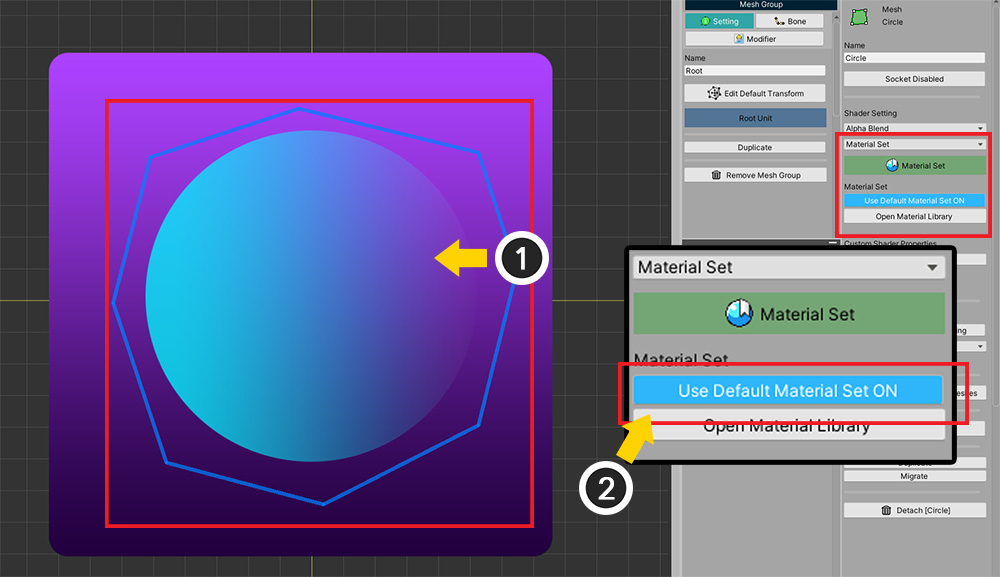 Mesh Group
Setting
Bone
Modifier
Name
Root
Edit Default Transform
Root Unit
Duplicate
Remove Mesh Group
Mesh
Circle
Name
Circle
Socket Disabled
Shader Setting
Alpha Blend
Material Set
Material Set
Material Set
Use Default Material Set ON
Open Material Library
Custom Shader Properties
1
Material Set
Material Set
Material Set
Use Default Material Set ON
Open Material Library
2
Duplicate
Migrate
Detach [Circle]